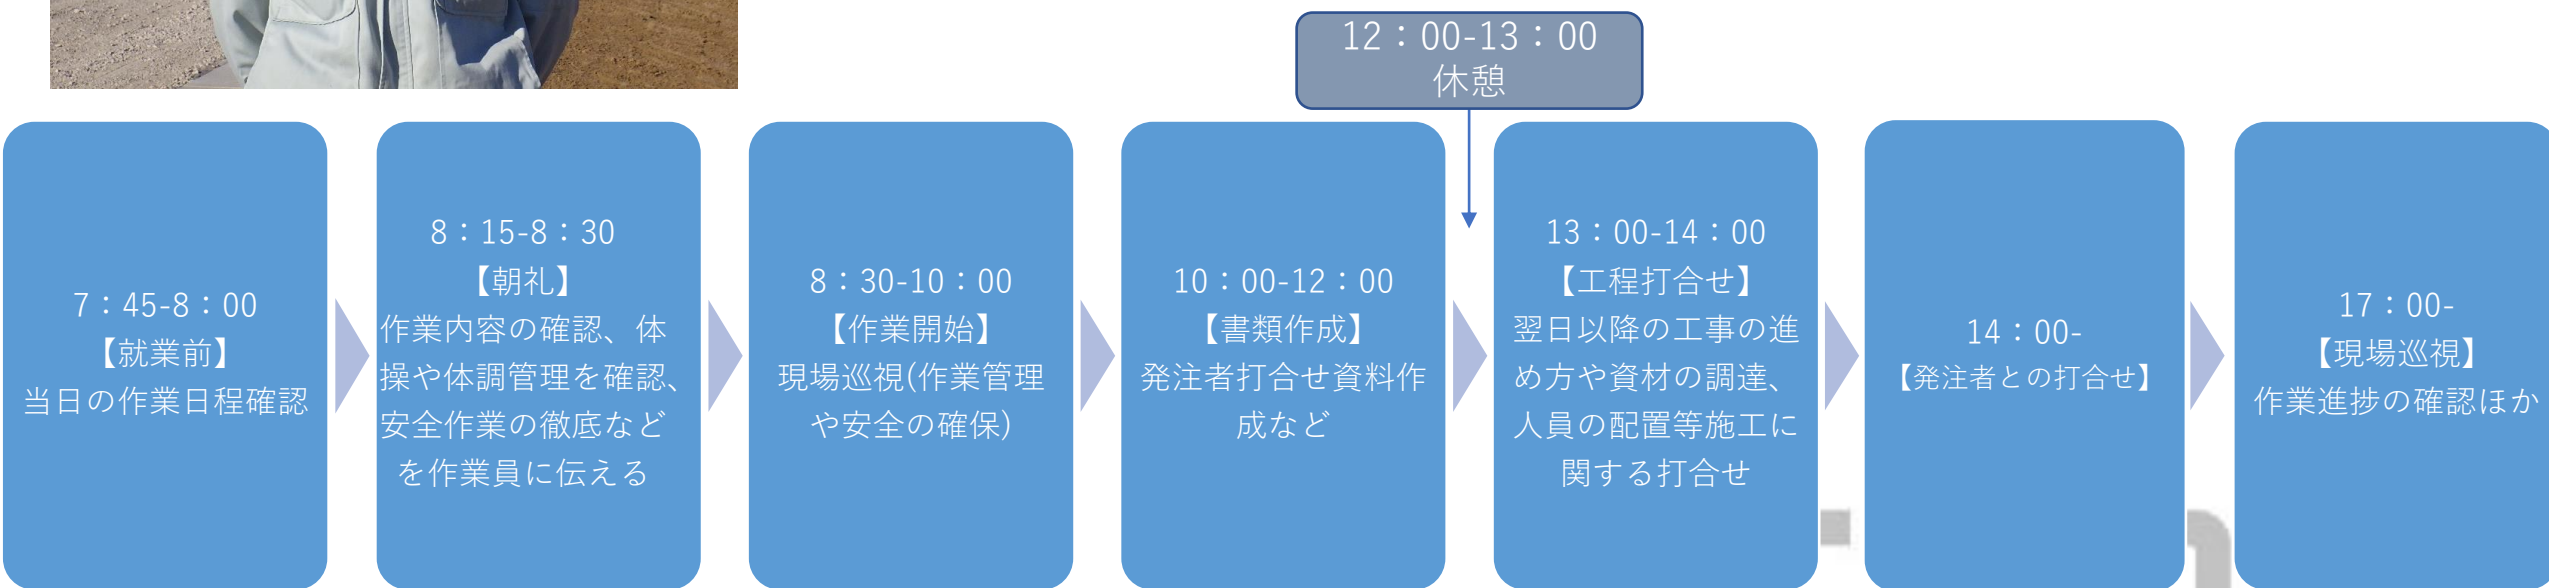 12：00-13：00
休憩
7：45-8：00
【就業前】
当日の作業日程確認
8：15-8：30
【朝礼】
作業内容の確認、体
操や体調管理を確認、
安全作業の徹底など
を作業員に伝える
8：30-10：00
【作業開始】
現場巡視(作業管理
や安全の確保)
10：00-12：00
【書類作成】
発注者打合せ資料作
成など
13：00-14：00
【工程打合せ】
翌日以降の工事の進
め方や資材の調達、
人員の配置等施工に
関する打合せ
14：00-
【発注者との打合せ】
17：00-
【現場巡視】
作業進捗の確認ほか